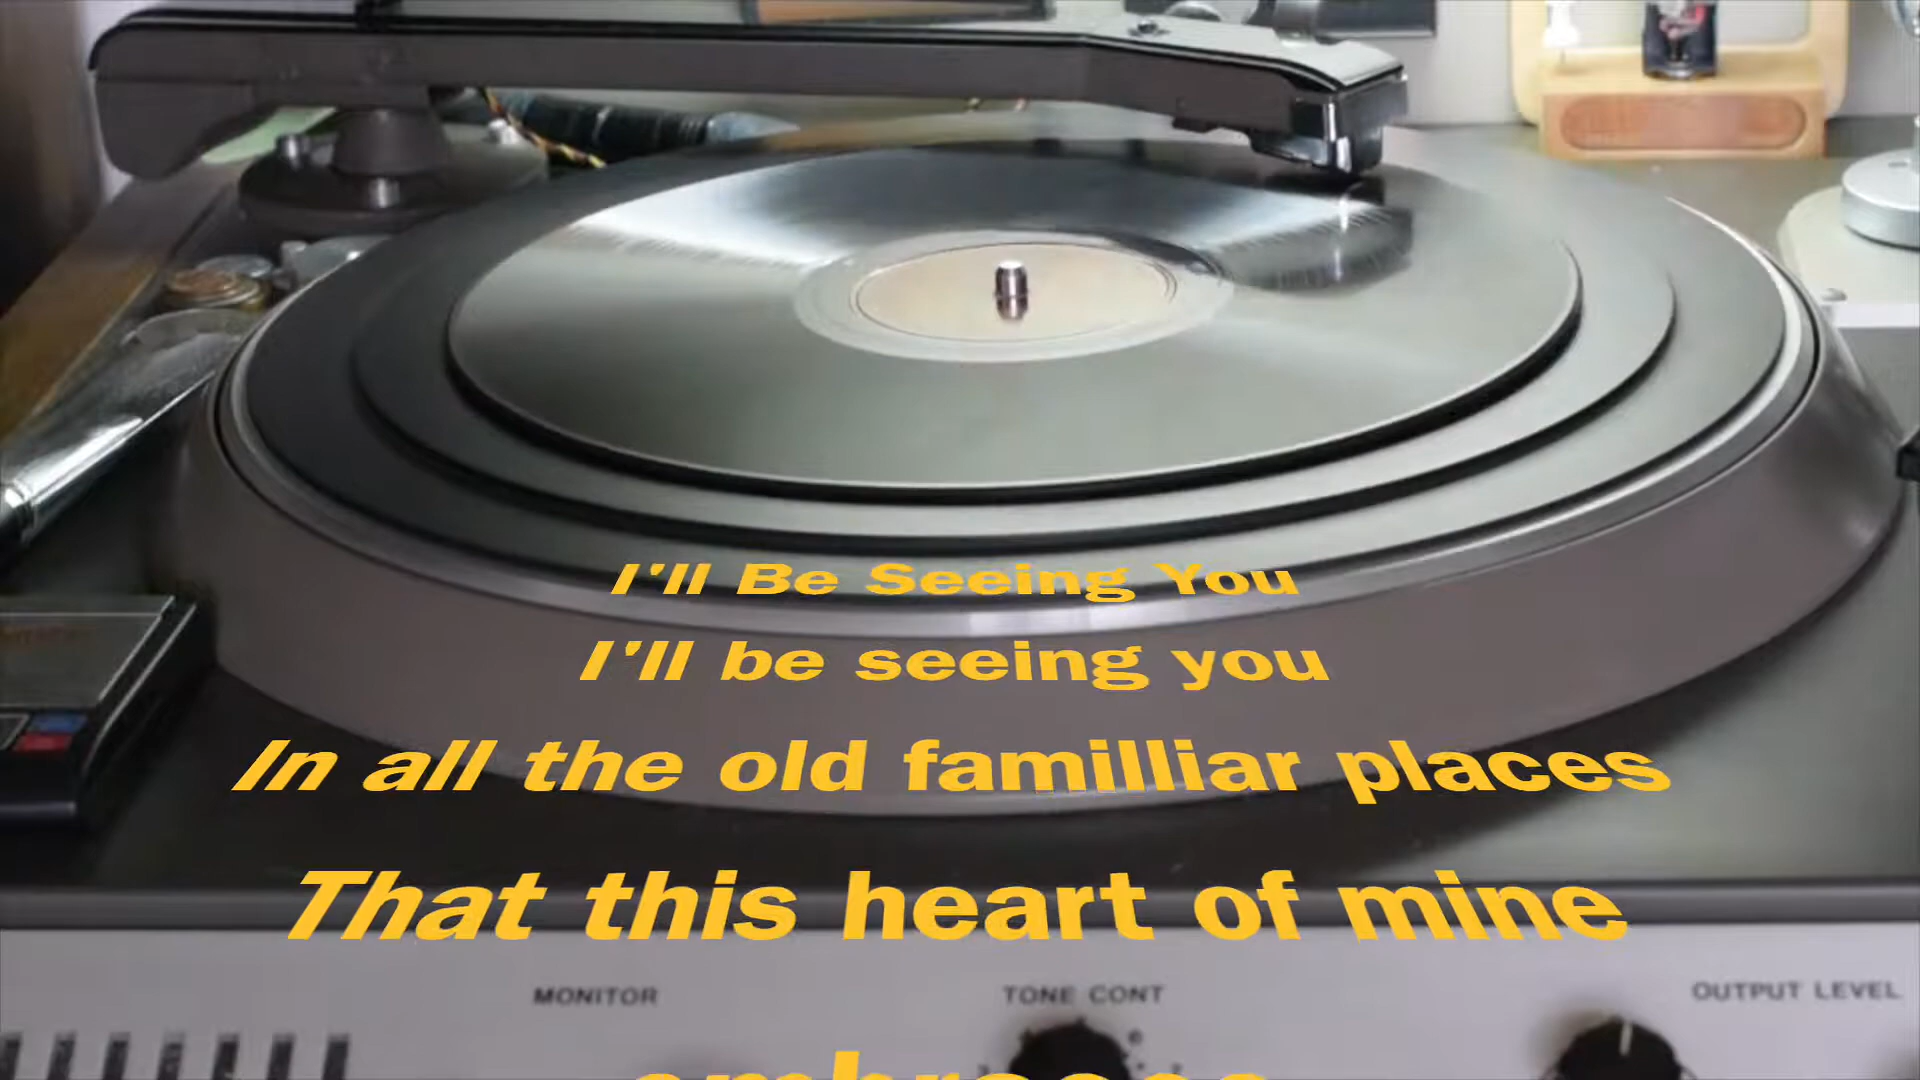 I'll Be Seeing You
I'll be seeing you
In all the old familliar places
That this heart of mine
MONITOR
TONE CONT
OUTPUT LEVEL